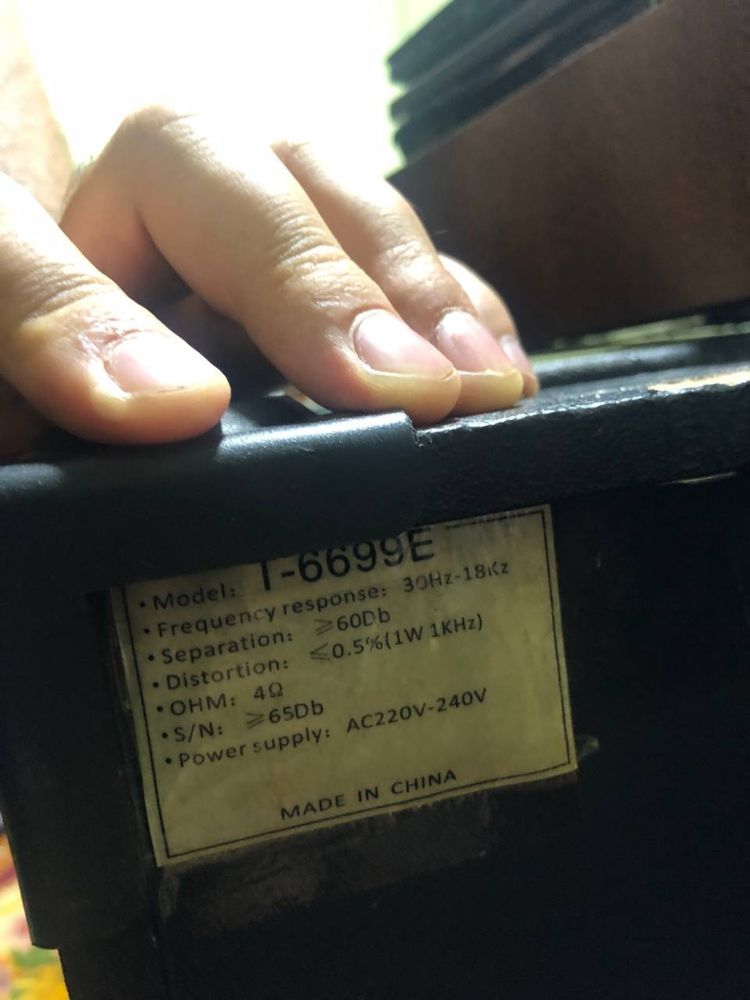 • Model: T-6699E
• Frequency response: 30Hz-18Kz
• Separation: ⩾60Db
• Distortion: ⩽0.5%(1W 1KHz)
• OHM: 4Ω
• S/N: ⩾65Db
• Power supply: AC220V-240V
MADE IN CHINA